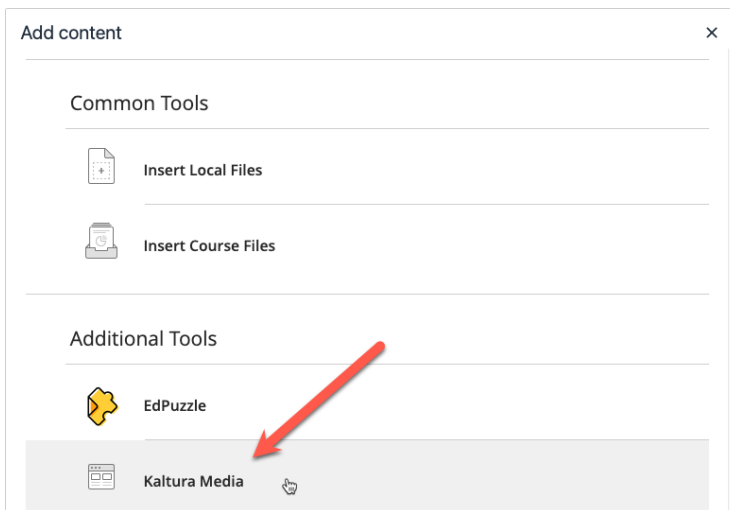 Add content
Common Tools
Insert Local Files
Insert Course Files
Additional Tools
EdPuzzle
Kaltura Media